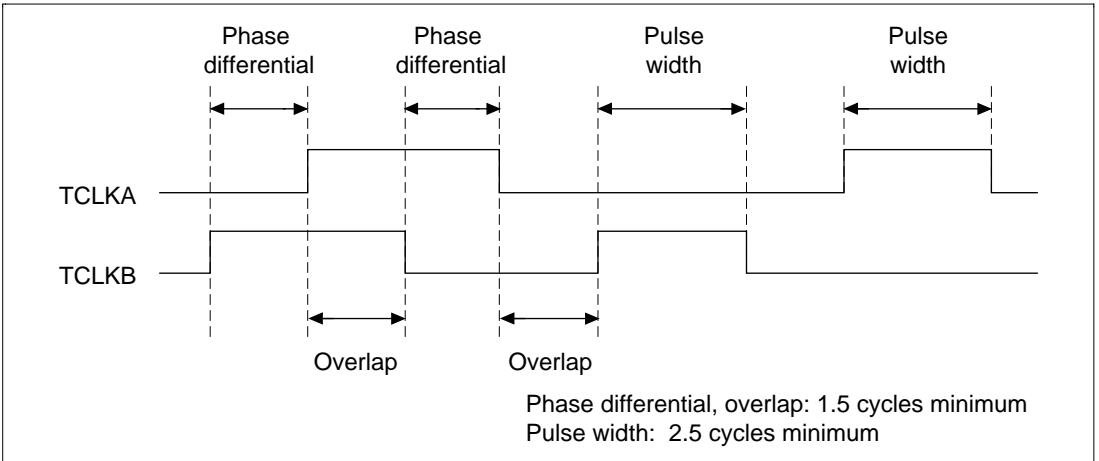 Phase
differential
Phase
differential
Pulse
width
Pulse
width
TCLKA
TCLKB
Overlap
Overlap
Phase differential, overlap: 1.5 cycles minimum
Pulse width:  2.5 cycles minimum